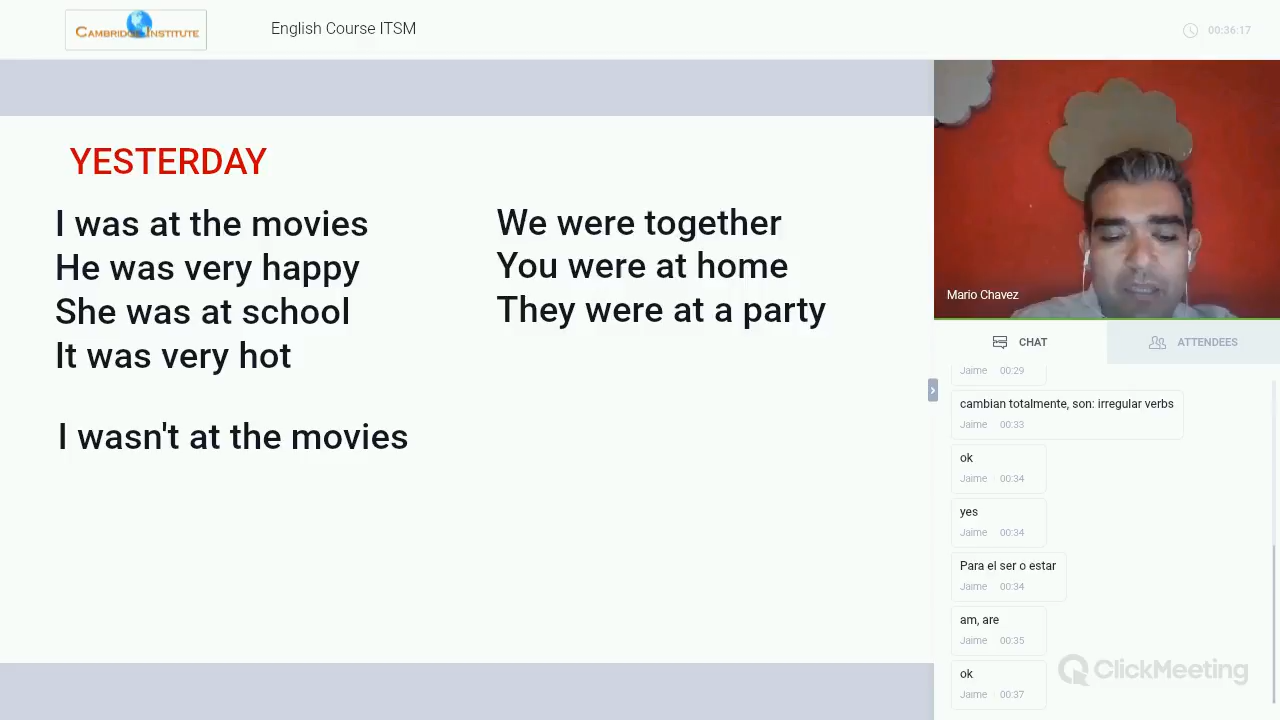 CAMBRIDGE INSTITUTE
English Course ITSM
00:36:17
YESTERDAY
I was at the movies
He was very happy
She was at school
It was very hot
I wasn't at the movies
We were together
You were at home
They were at a party
Mario Chavez
CHAT
ATTENDEES
Jaime 00:29
cambian totalmente, son: irregular verbs
Jaime 00:33
ok
Jaime 00:34
yes
Jaime 00:34
Para el ser o estar
Jaime 00:34
am, are
Jaime 00:35
ok
Jaime 00:37
ClickMeeting